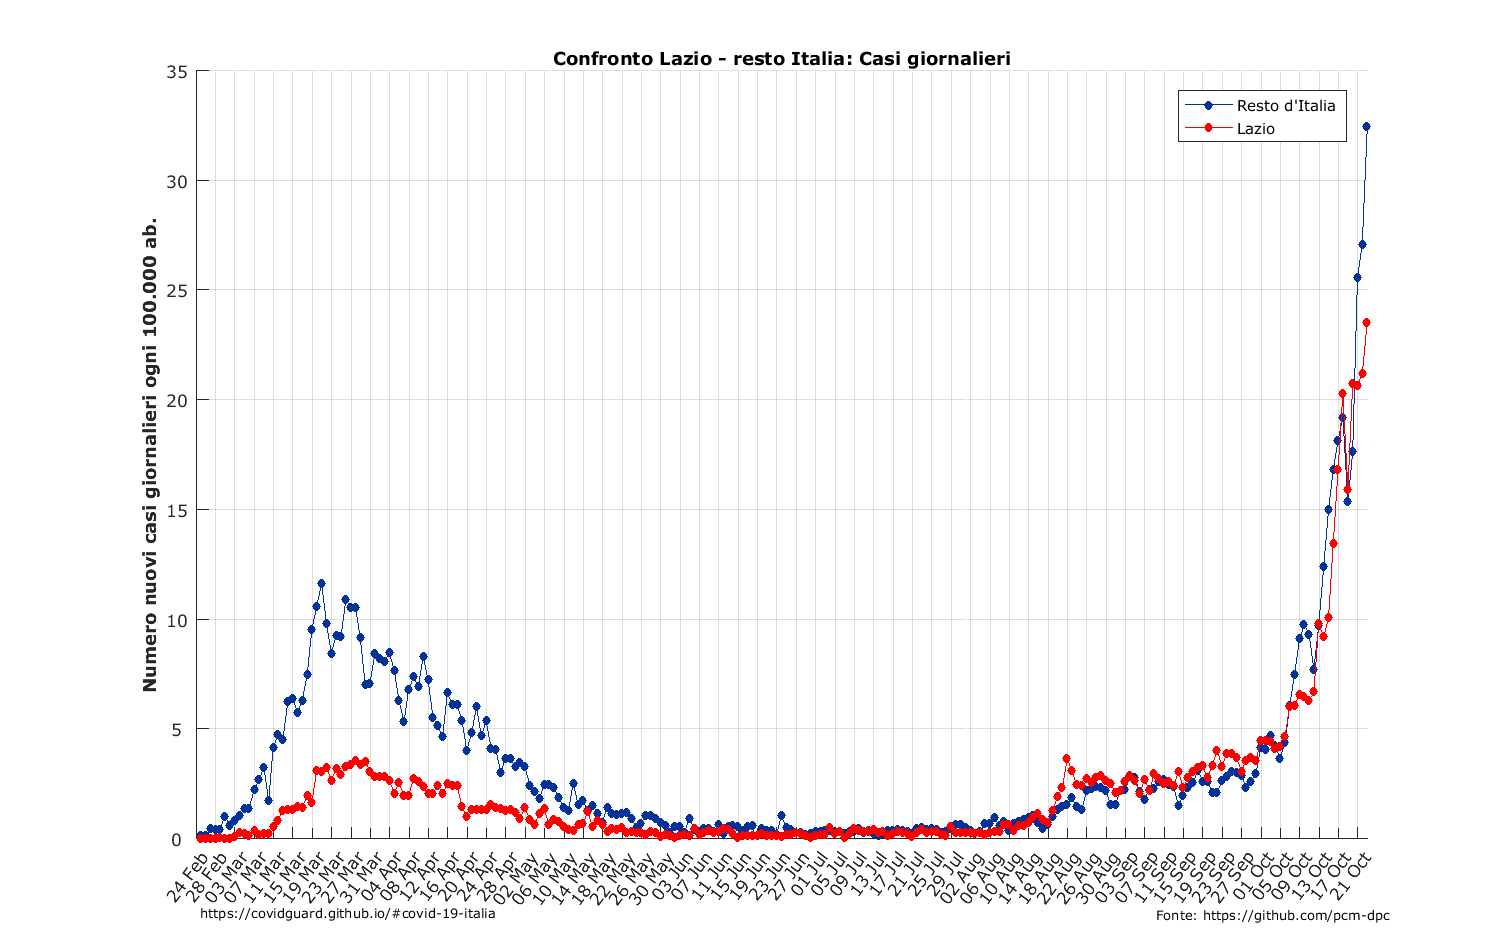 Confronto Lazio - resto Italia: Casi giornalieri
Resto d'Italia
Lazio
Numero nuovi casi giornalieri ogni 100.000 ab.
35
30
25
20
15
10
5
0
24 Feb
28 Feb
03 Mar
07 Mar
11 Mar
15 Mar
19 Mar
23 Mar
27 Mar
31 Mar
04 Apr
08 Apr
12 Apr
16 Apr
20 Apr
24 Apr
28 Apr
02 May
06 May
10 May
14 May
18 May
22 May
26 May
30 May
03 Jun
07 Jun
11 Jun
15 Jun
19 Jun
23 Jun
27 Jun
01 Jul
05 Jul
09 Jul
13 Jul
17 Jul
21 Jul
25 Jul
29 Jul
02 Aug
06 Aug
10 Aug
14 Aug
18 Aug
22 Aug
26 Aug
30 Aug
03 Sep
07 Sep
11 Sep
15 Sep
19 Sep
23 Sep
27 Sep
01 Oct
05 Oct
09 Oct
13 Oct
17 Oct
21 Oct
https://covidguard.github.io/#covid-19-italia
Fonte: https://github.com/pcm-dpc